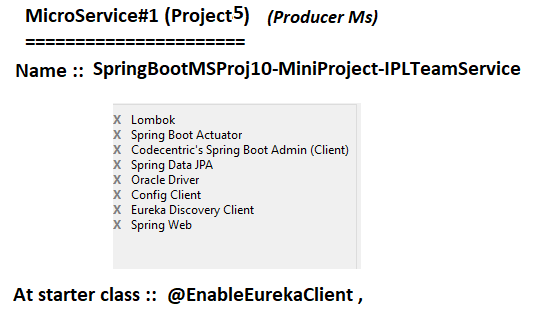 MicroService#1 (Project5) (Producer Ms)
======================
Name :: SpringBootMSProj10-MiniProject-IPLTeamService
X Lombok
X Spring Boot Actuator
X Codecentric's Spring Boot Admin (Client)
X Spring Data JPA
X Oracle Driver
X Config Client
X Eureka Discovery Client
X Spring Web
At starter class :: @EnableEurekaClient ,